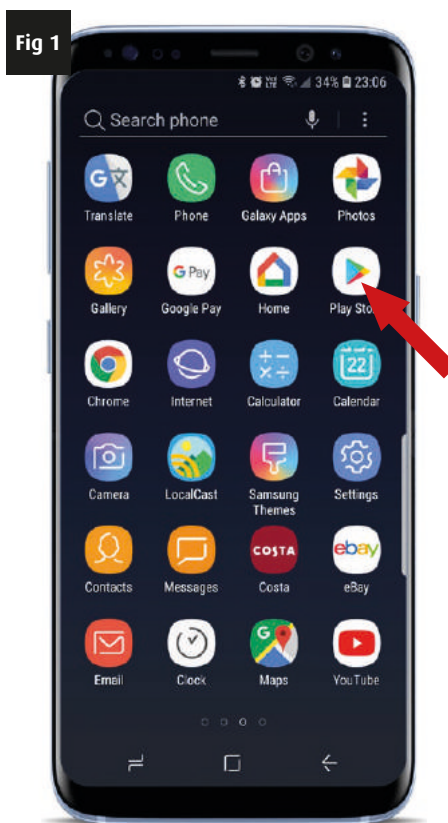 Fig 1
34% 23:06
Search phone
Translate Phone Galaxy Apps Photos
G Pay
Gallery Google Pay Home Play Sto
Chrome Internet Calculator Calendar
22
Camera LocalCast Samsung Themes Settings
COSTA ebay
Contacts Messages Costa eBay
G
Email Clock Maps YouTube